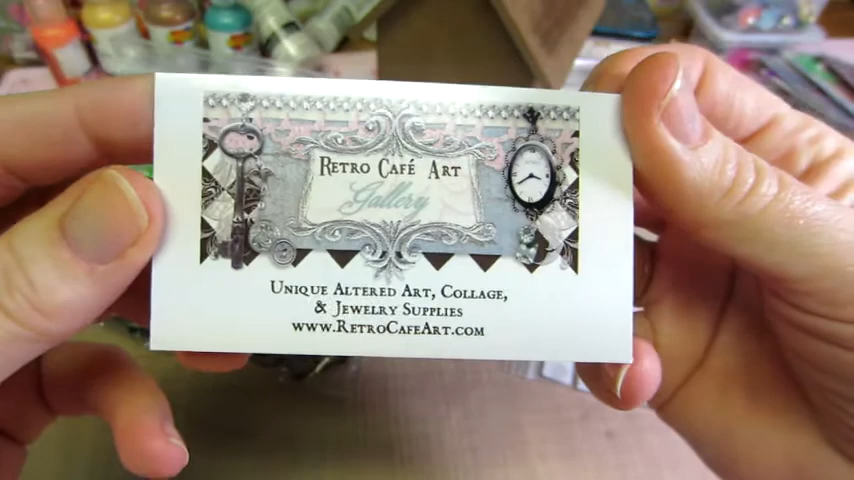 Retro Café Art
Gallery
Unique Altered Art, Collage,
& Jewelry Supplies
www.RetroCafeArt.com